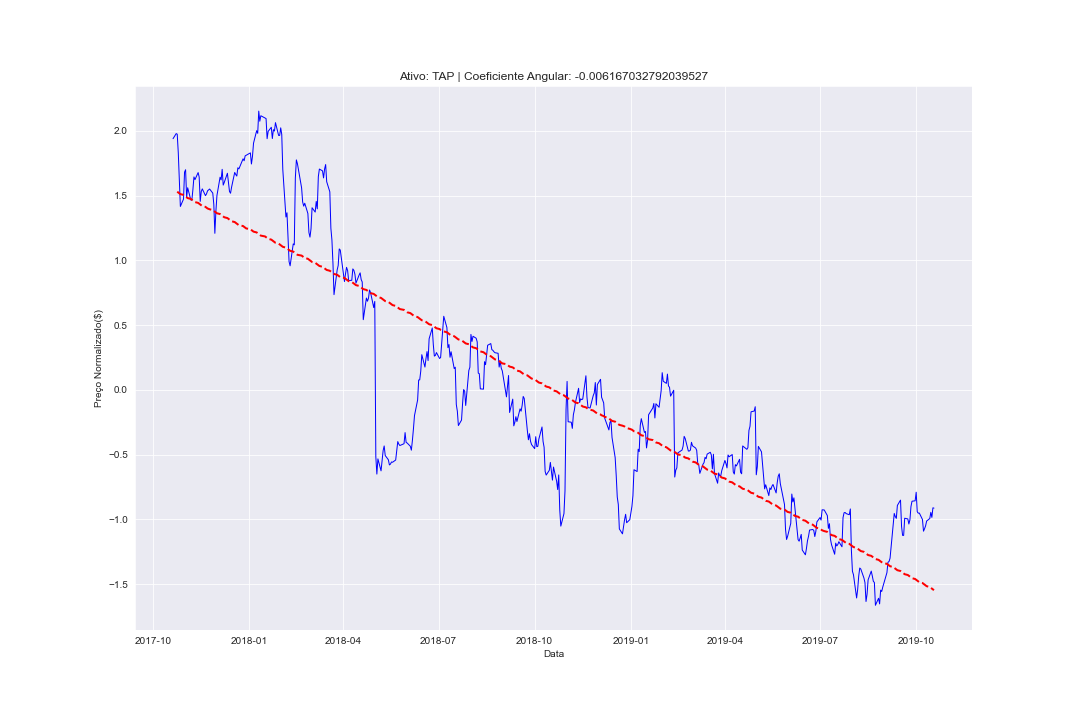 Ativo: TAP | Coeficiente Angular: -0.006167032792039527
Preço Normalizado($)
2.0
1.5
1.0
0.5
0.0
−0.5
−1.0
−1.5
2017-10 2018-01 2018-04 2018-07 2018-10 2019-01 2019-04 2019-07 2019-10
Data